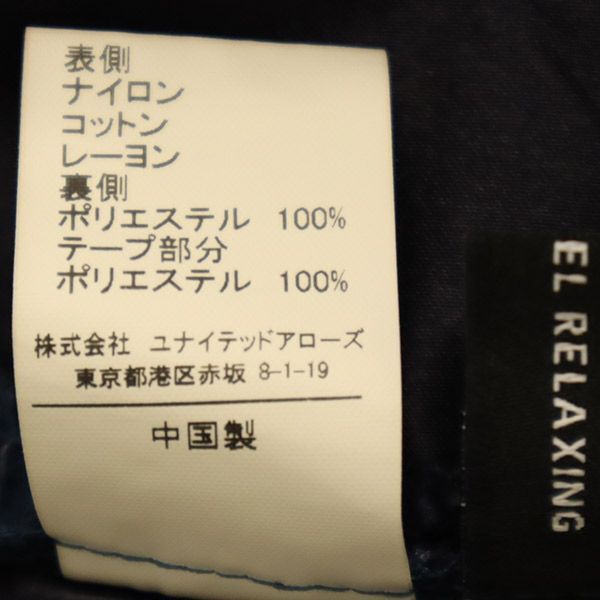 表側
ナイロン
コットン
レーヨン
裏側
ポリエステル 100%
テープ部分
ポリエステル 100%
株式会社 ユナイテッドアローズ
東京都港区赤坂 8-1-19
中国製
EL RELAXING